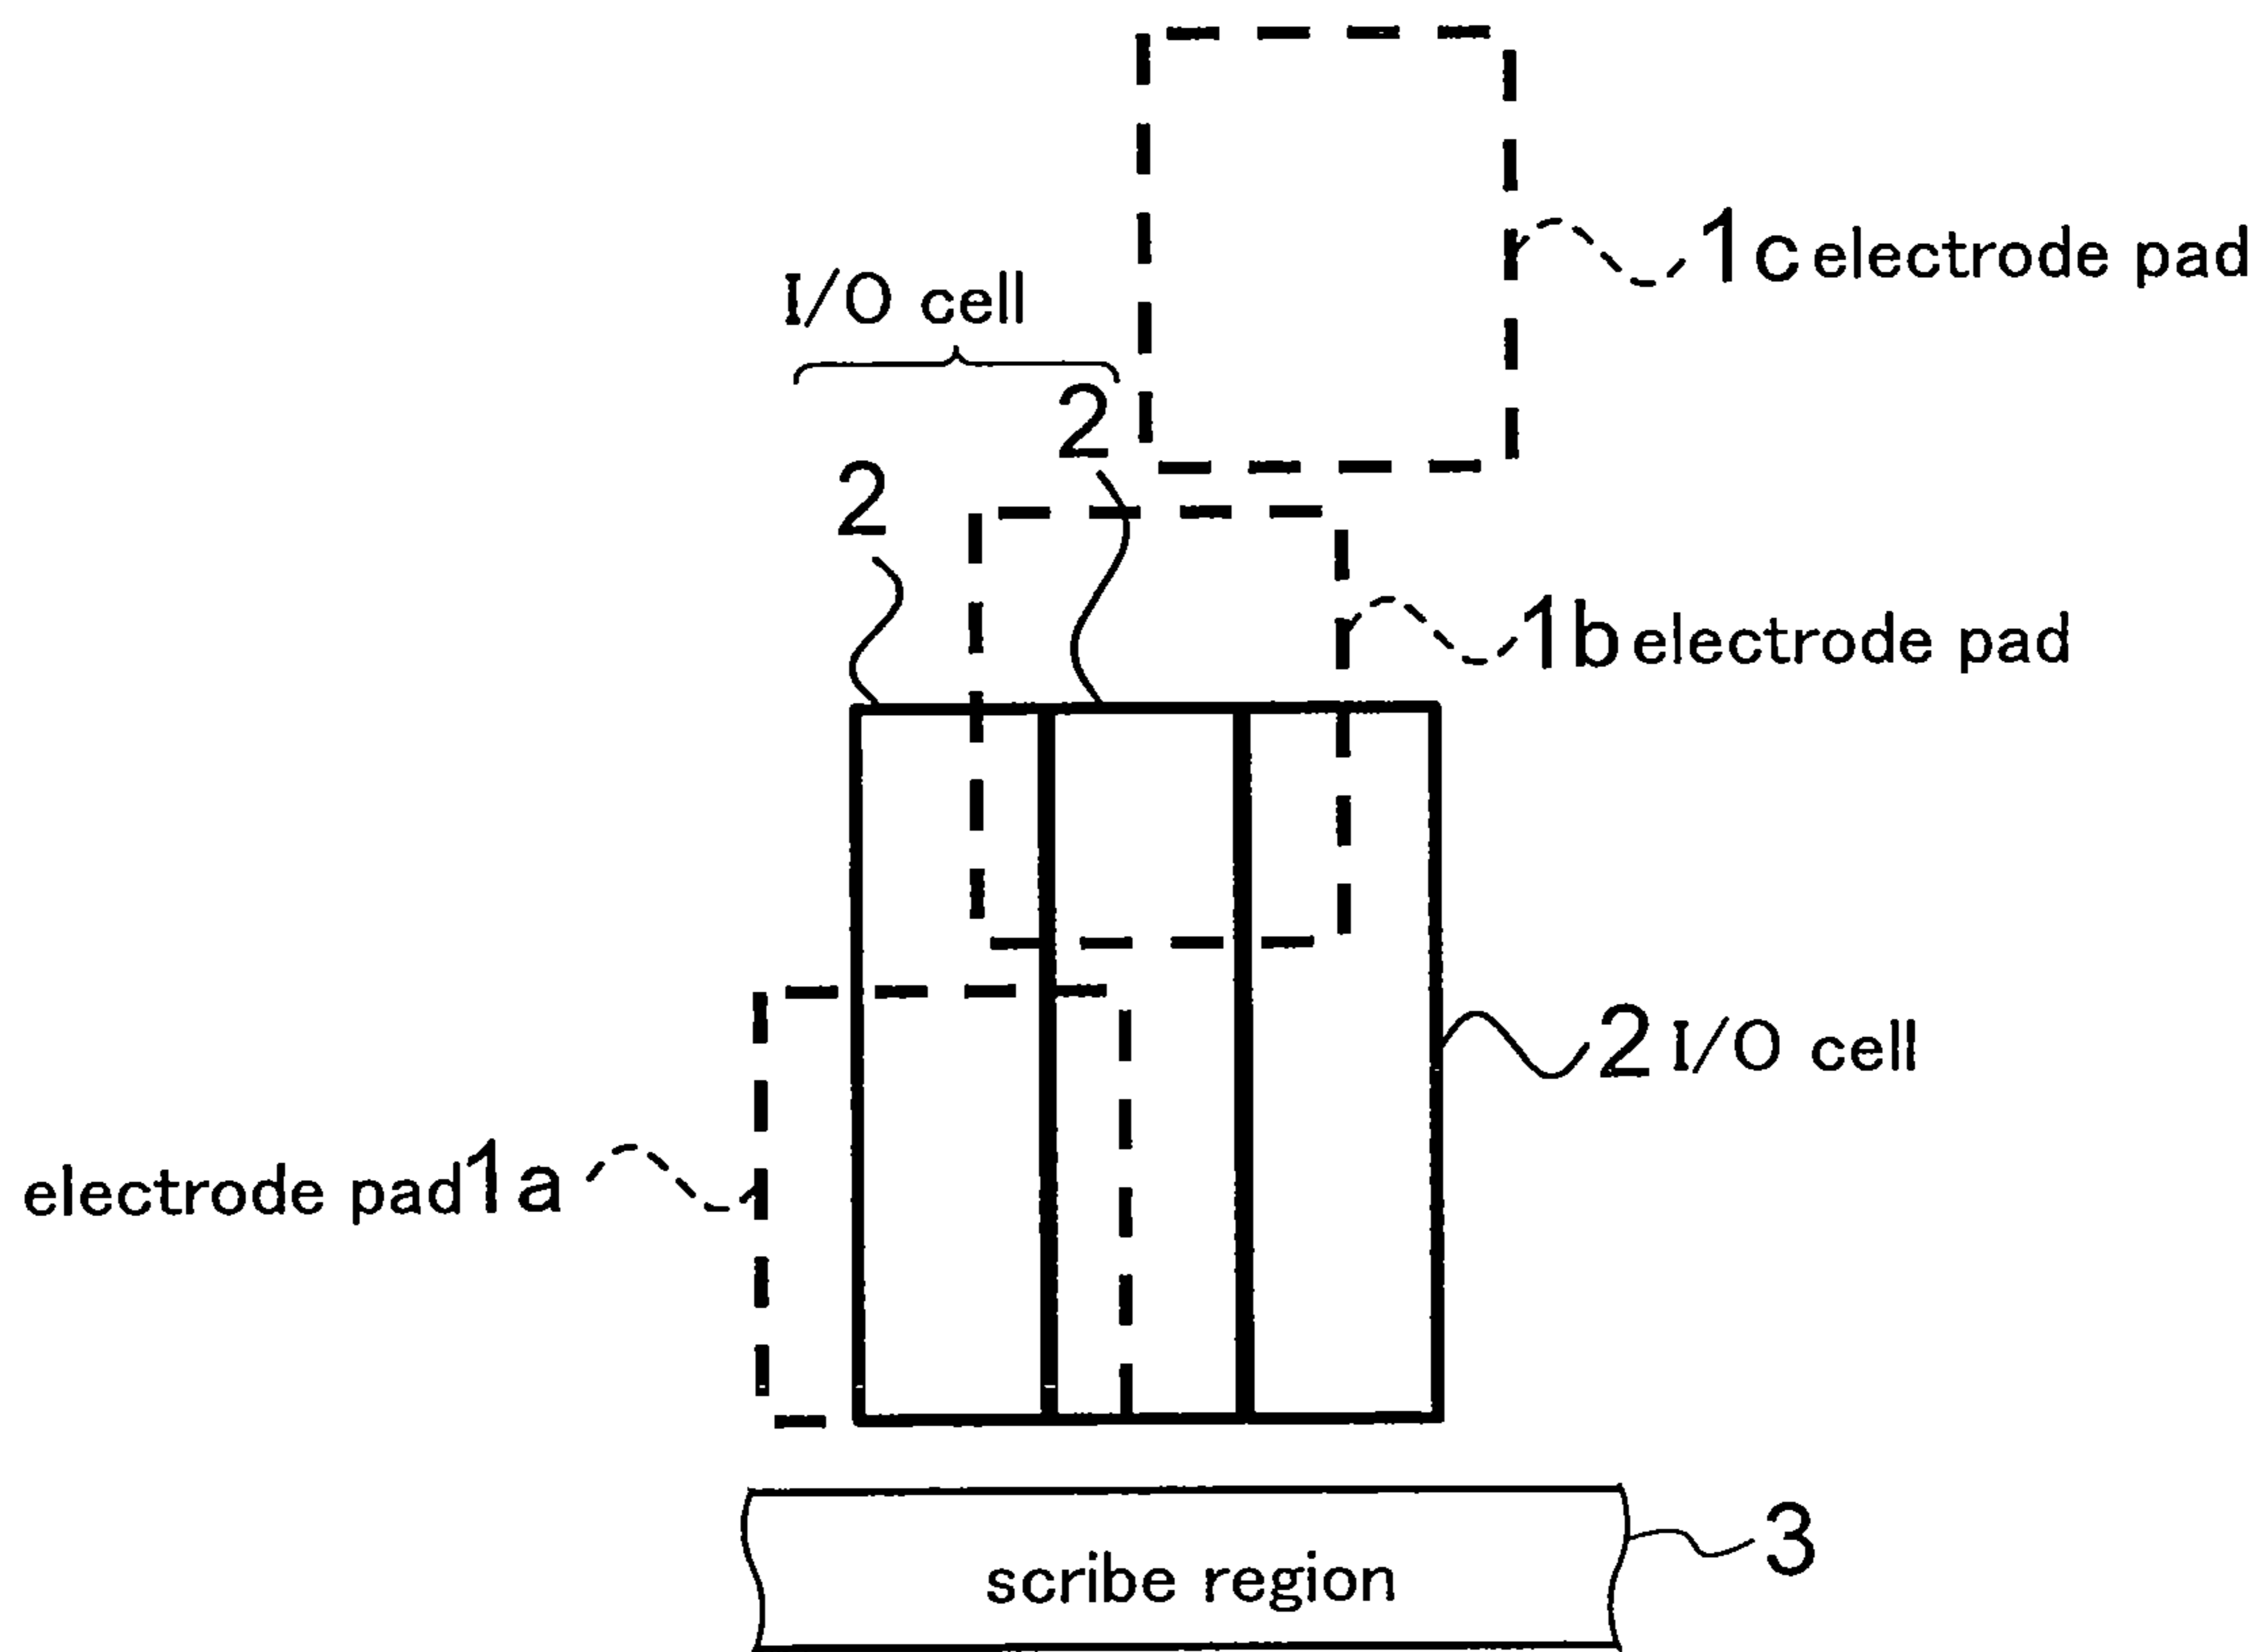 1c electrode pad
I/O cell
2
2
1b electrode pad
2 I/O cell
electrode pad 1a
3
scribe region